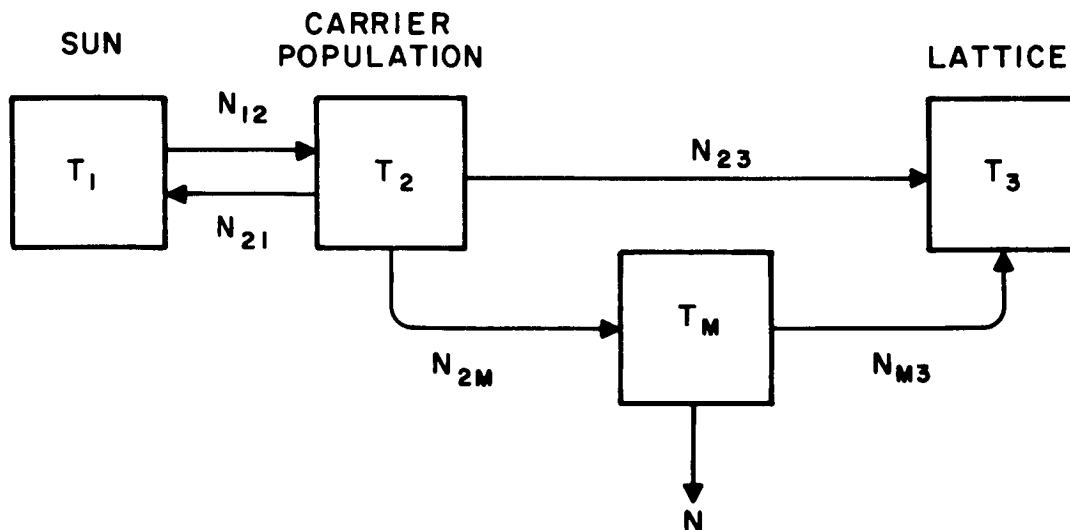 SUN
CARRIER
POPULATION
LATTICE
T1
N12
N21
T2
N23
T3
TM
N2M
NM3
N